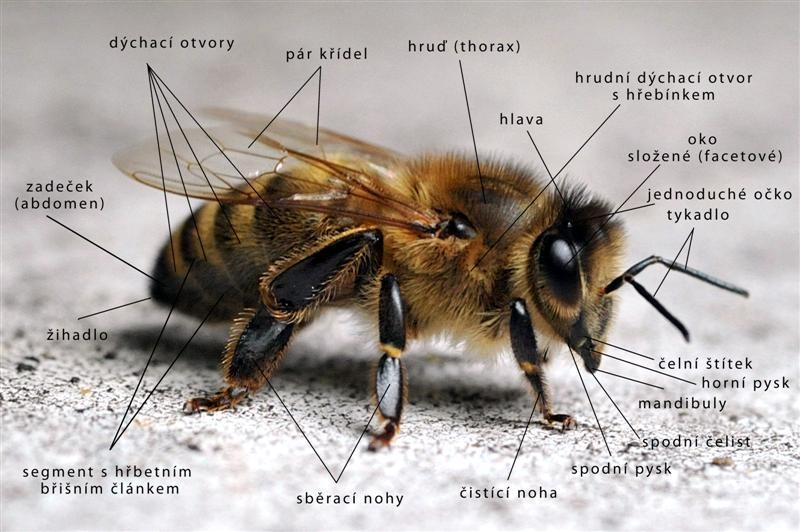 dýchací otvory
pár křídel
hruď (thorax)
hrudní dýchací otvor
s hřebínkem
hlava
oko
složené (facetové)
zadeček
(abdomen)
jednoduché očko
tykadlo
žihadlo
čelní štítek
horní pysk
mandibuly
spodní čelist
spodní pysk
segment s hřbetním
břišním článkem
sběrací nohy
čistící noha